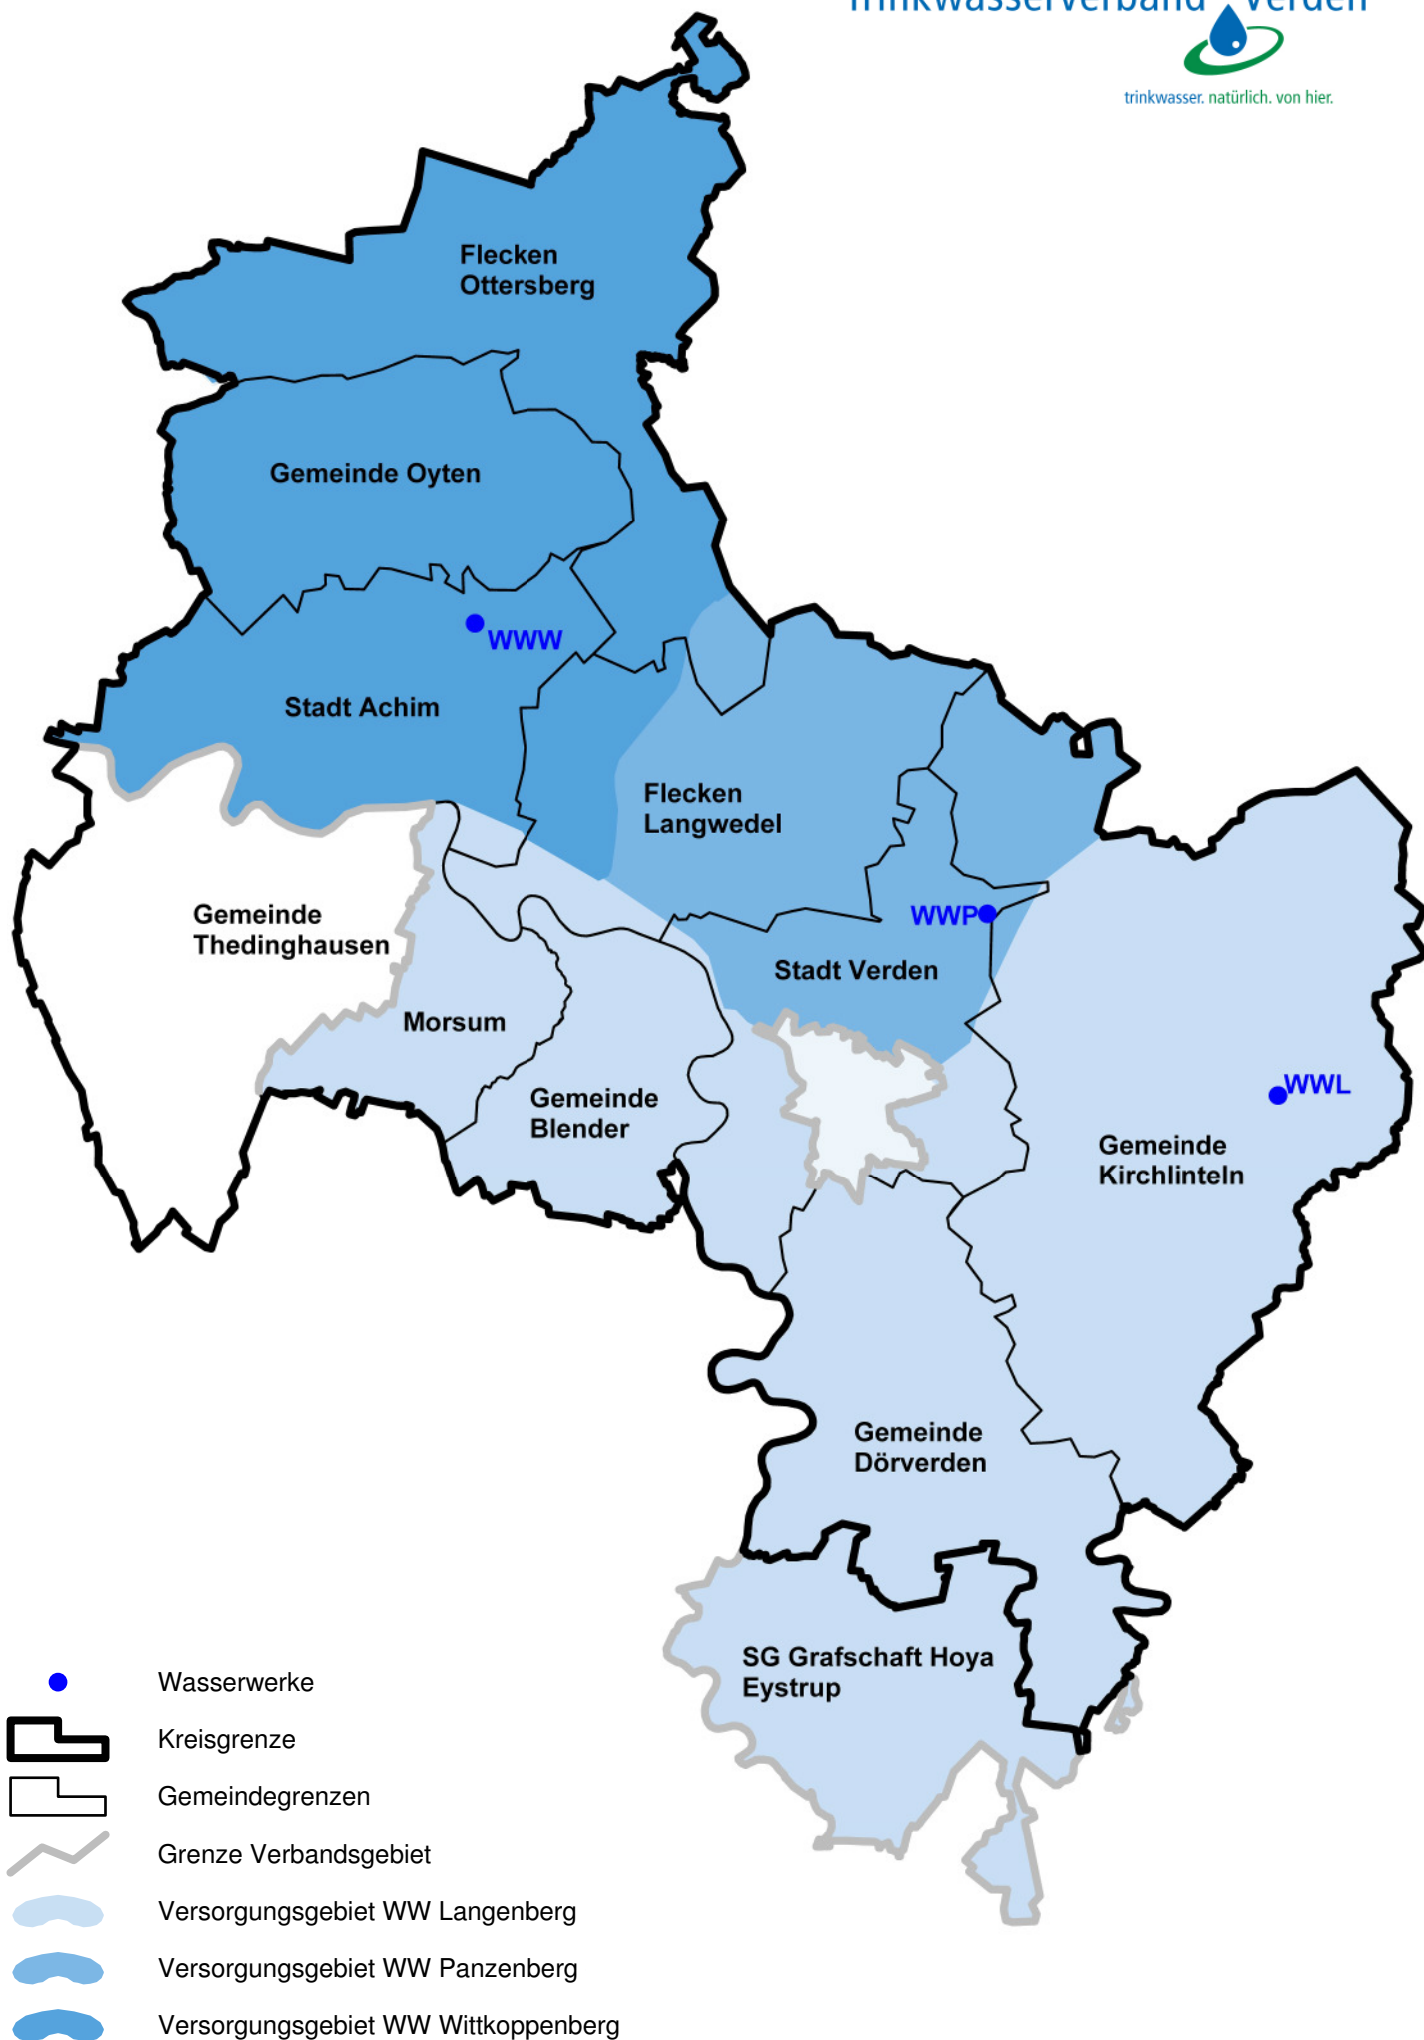 Trinkwasserverband Verden
trinkwasser. natürlich. von hier.
Flecken
Ottersberg
Gemeinde Oyten
WWW
Stadt Achim
Flecken
Langwedel
Gemeinde
Thedinghausen
WWP
Stadt Verden
Morsum
Gemeinde
Blender
WWL
Gemeinde
Kirchlinteln
Gemeinde
Dörverden
SG Grafschaft Hoya
Eystrup
Wasserwerke
Kreisgrenze
Gemeindegrenzen
Grenze Verbandsgebiet
Versorgungsgebiet WW Langenberg
Versorgungsgebiet WW Panzenberg
Versorgungsgebiet WW Wittkoppenberg